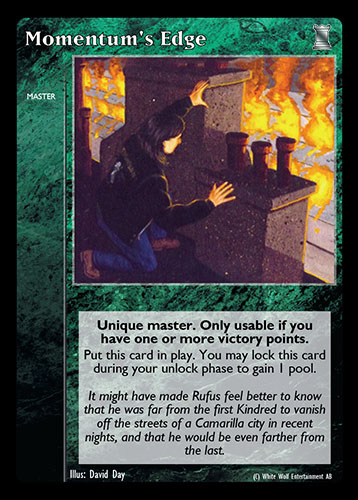 Momentum's Edge
MASTER
Unique master. Only usable if you
have one or more victory points.
Put this card in play. You may lock this card
during your unlock phase to gain 1 pool.
It might have made Rufus feel better to know
that he was far from the first Kindred to vanish
off the streets of a Camarilla city in recent
nights, and that he would be even farther from
the last.
Illus: David Day
(C) White Wolf Entertainment AB